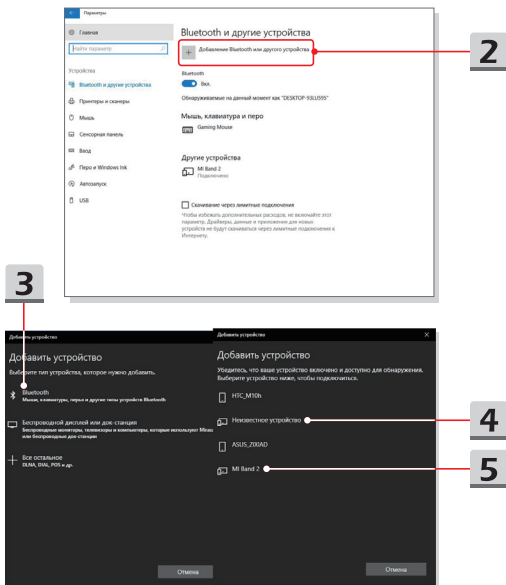 Параметры
Главная
Найти параметр
Устройства
Bluetooth и другие устройства
Принтеры и сканеры
Мышь
Сенсорная панель
Ввод
Перо и Windows Ink
Автозапуск
USB
Bluetooth и другие устройства
Добавление Bluetooth или другого устройства
2
Bluetooth
Вкл.
Обнаруживаемые на данный момент как "DESKTOP-93LU595"
Мышь, клавиатура и перо
Gaming Mouse
Другие устройства
MI Band 2
Подключено
Скачивание через лимитные подключения
Чтобы избежать дополнительных расходов, не включайте этот
параметр. Драйверы, данные и приложения для новых
устройств не будут скачиваться через лимитные подключения к
Интернету.
3
Добавить устройство
Добавить устройство
Выберите тип устройства, которое нужно добавить.
Bluetooth
Мыши, клавиатуры, перья и другие типы устройств Bluetooth
Беспроводной дисплей или док-станция
Беспроводные мониторы, телевизоры и компьютеры, которые используют Mirac
или беспроводные док-станции
Все остальное
DLNA, DIAL, POS и др.
Отмена
Добавить устройство
Добавить устройство
Убедитесь, что ваше устройство включено и доступно для обнаружения.
Выберите устройство ниже, чтобы подключиться.
HTC_M10h
Неизвестное устройство
4
ASUS_Z00AD
MI Band 2
5
Отмена